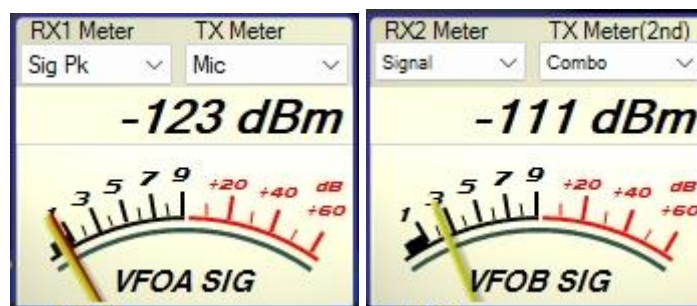 RX1 Meter TX Meter
Sig Pk Mic
-123 dBm
1 3 5 7 9 +20 +40 dB +60
VFOA SIG
RX2 Meter TX Meter(2nd)
Signal Combo
-111 dBm
1 3 5 7 9 +20 +40 dB +60
VFOB SIG